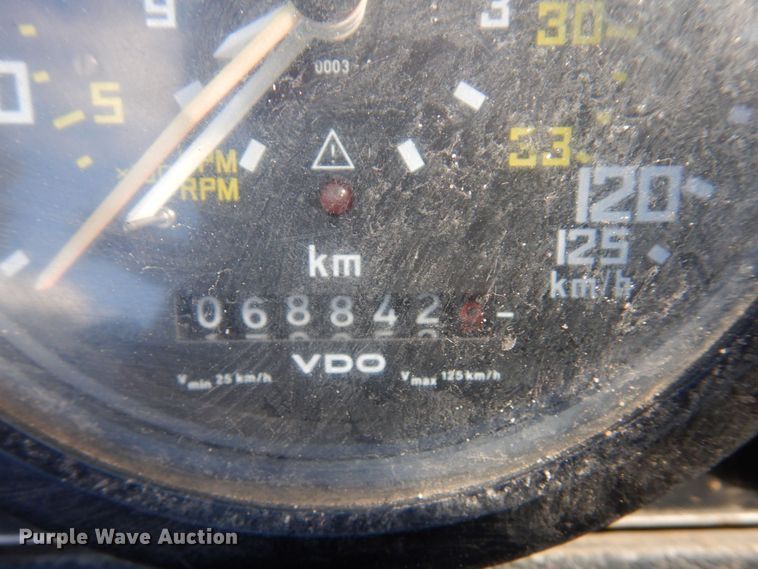 9 3 30
0003
0 5
33
RPM
RPM
120
125
km/h
km
068842 9
VDO
Vmin 25 km/h Vmax 125 km/h
Purple Wave Auction